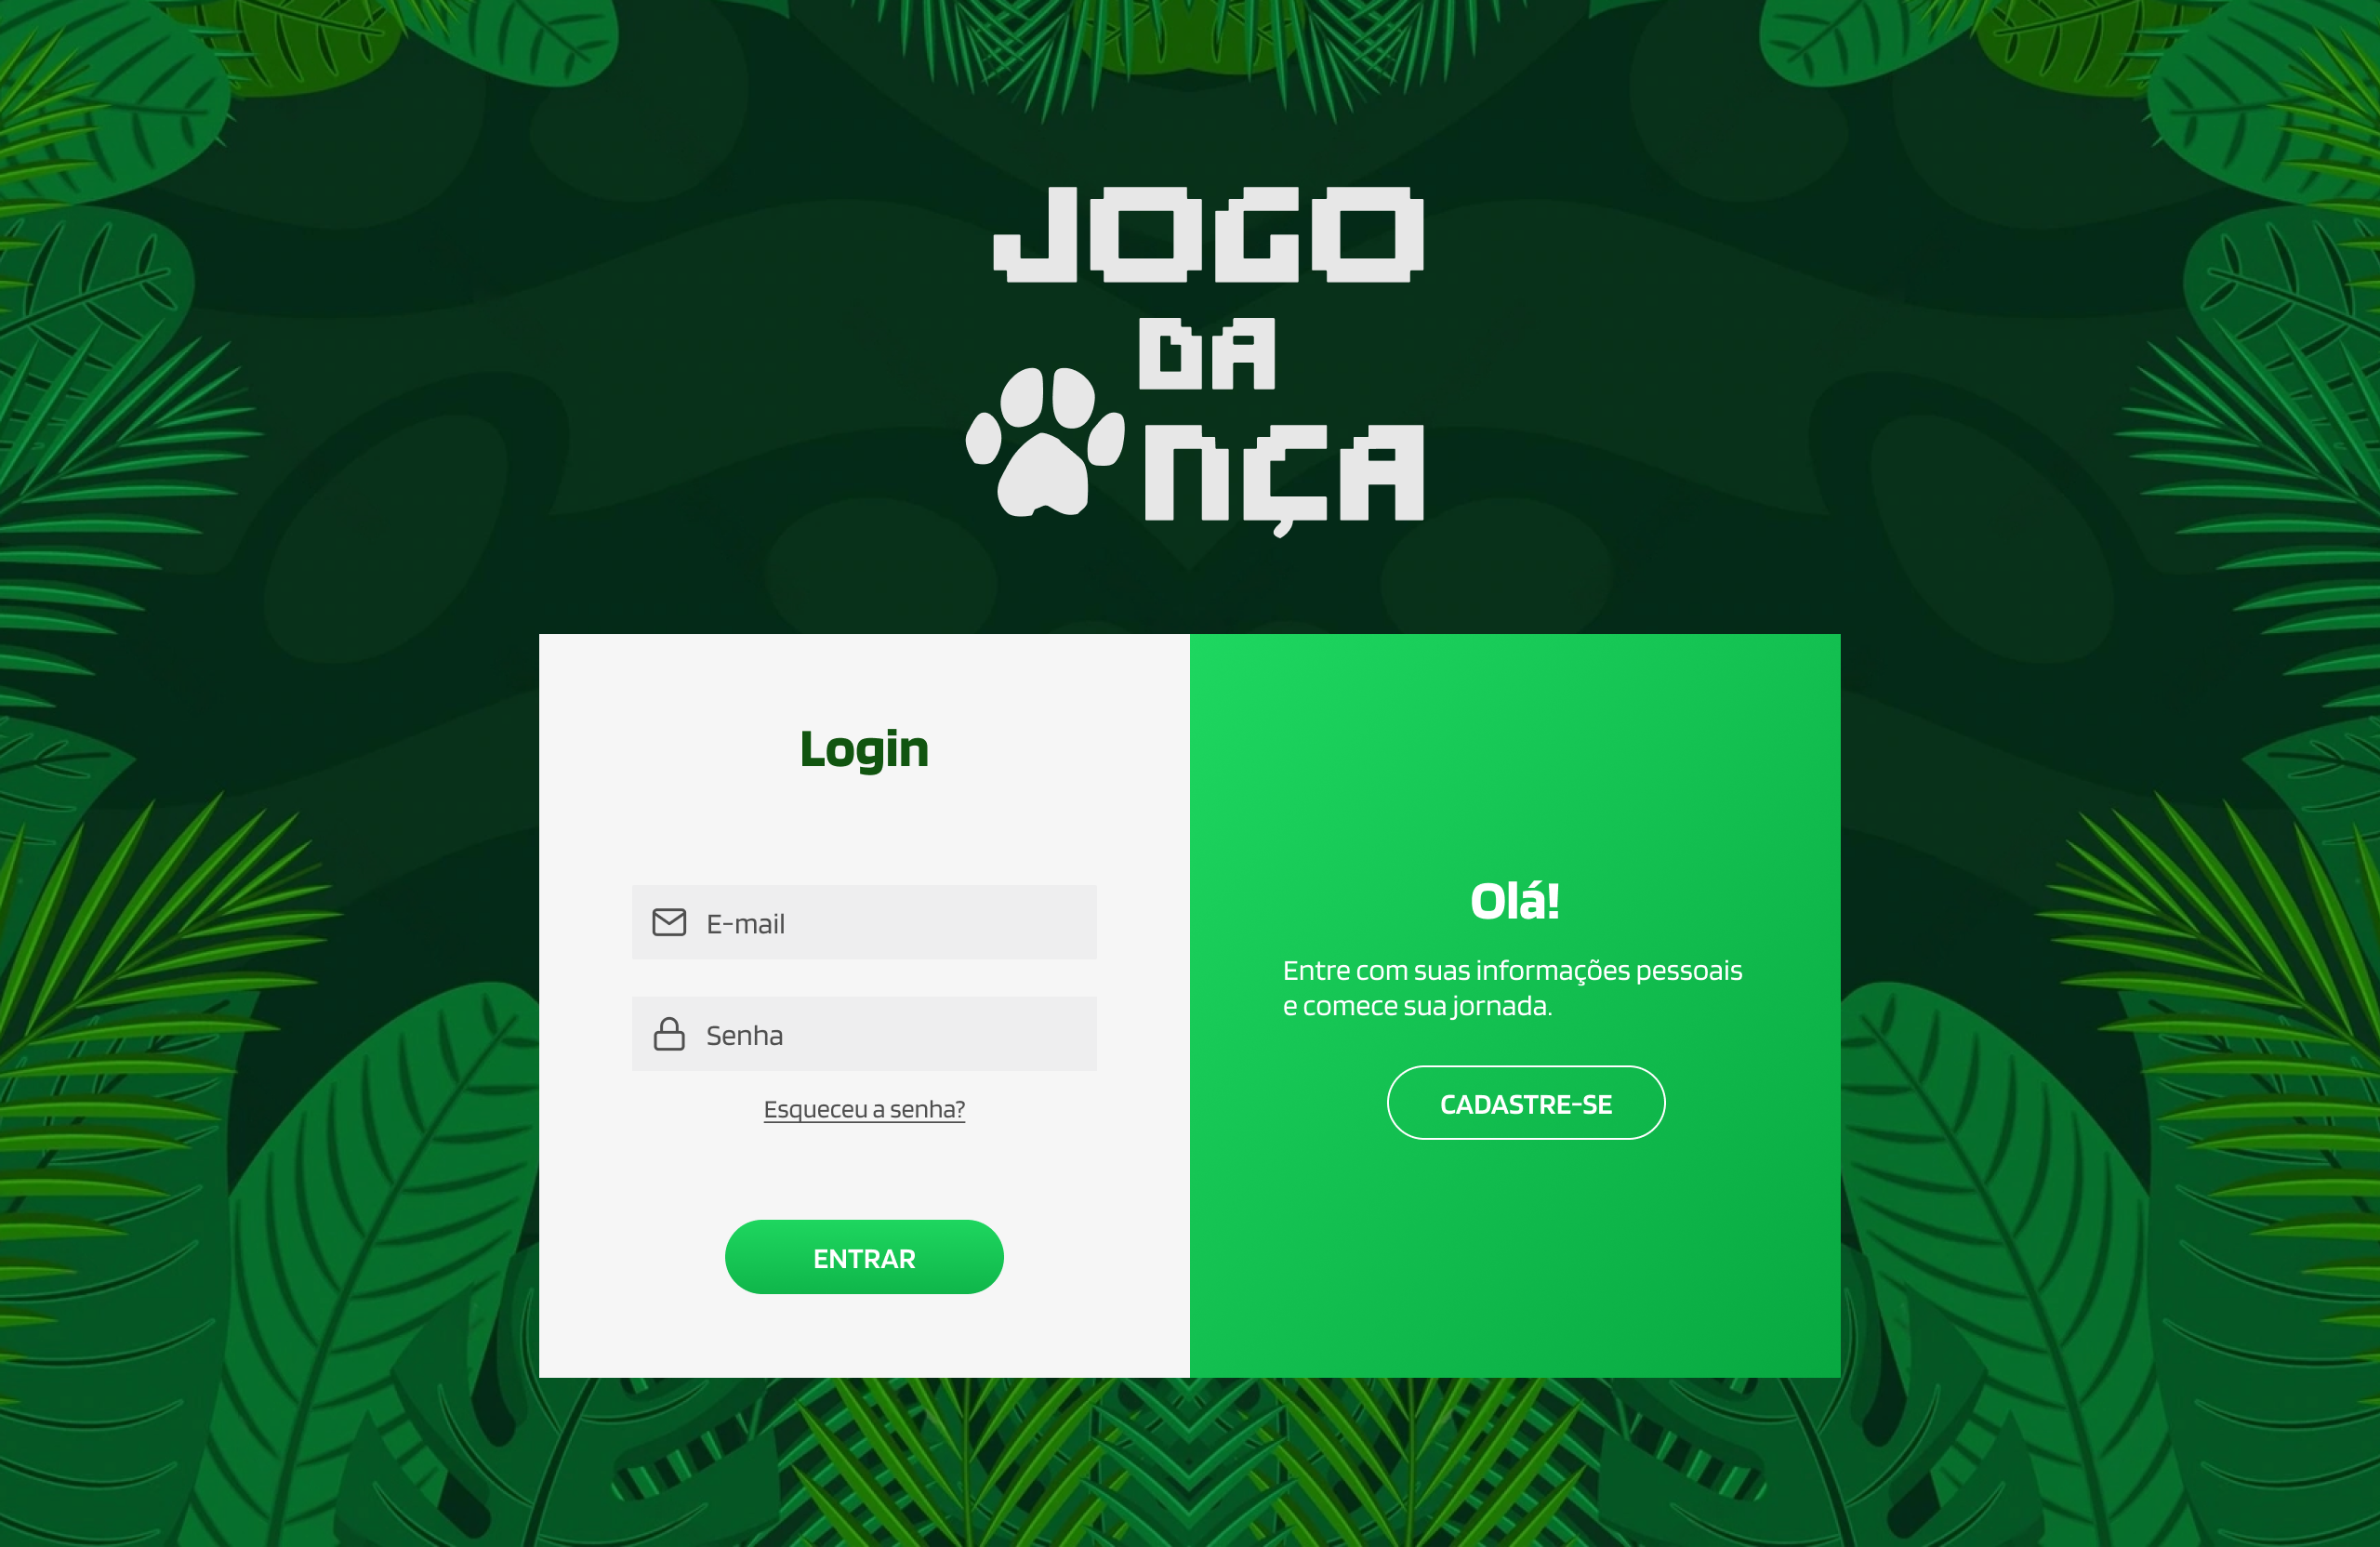 JOGO
DA
NÇA
Login
E-mail
Senha
Esqueceu a senha?
ENTRAR
Olá!
Entre com suas informações pessoais
e comece sua jornada.
CADASTRE-SE